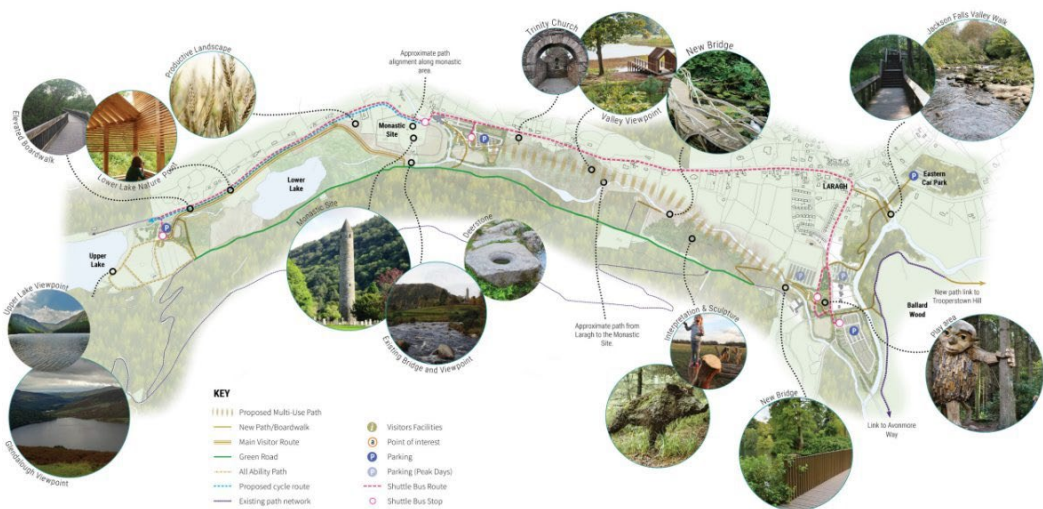 Productive Landscape
Elevated Boardwalk
Lower Lake Nature Pond
Approximate path
alignment along monastic
area.
Trinity Church
Valley Viewpoint
New Bridge
Jackson Falls Valley Walk
Monastic
Site
Lower
Lake
Upper
Lake
Upper Lake Viewpoint
Glendalough Viewpoint
Monastic Site
Deerstone
Existing Bridge and Viewpoint
Approximate path from
Laragh to the Monastic
Site.
Interpretation & Sculpture
New Bridge
LARAGH
Eastern
Car Park
New path link to
Trooperstown Hill
Ballard
Wood
Play area
Link to Avonmore
Way
KEY
Proposed Multi-Use Path
New Path/Boardwalk
Main Visitor Route
Green Road
All Ability Path
Proposed cycle route
Existing path network
i Visitors Facilities
a Point of interest
P Parking
P Parking (Peak Days)
Shuttle Bus Route
Shuttle Bus Stop
P
P
P
P
P